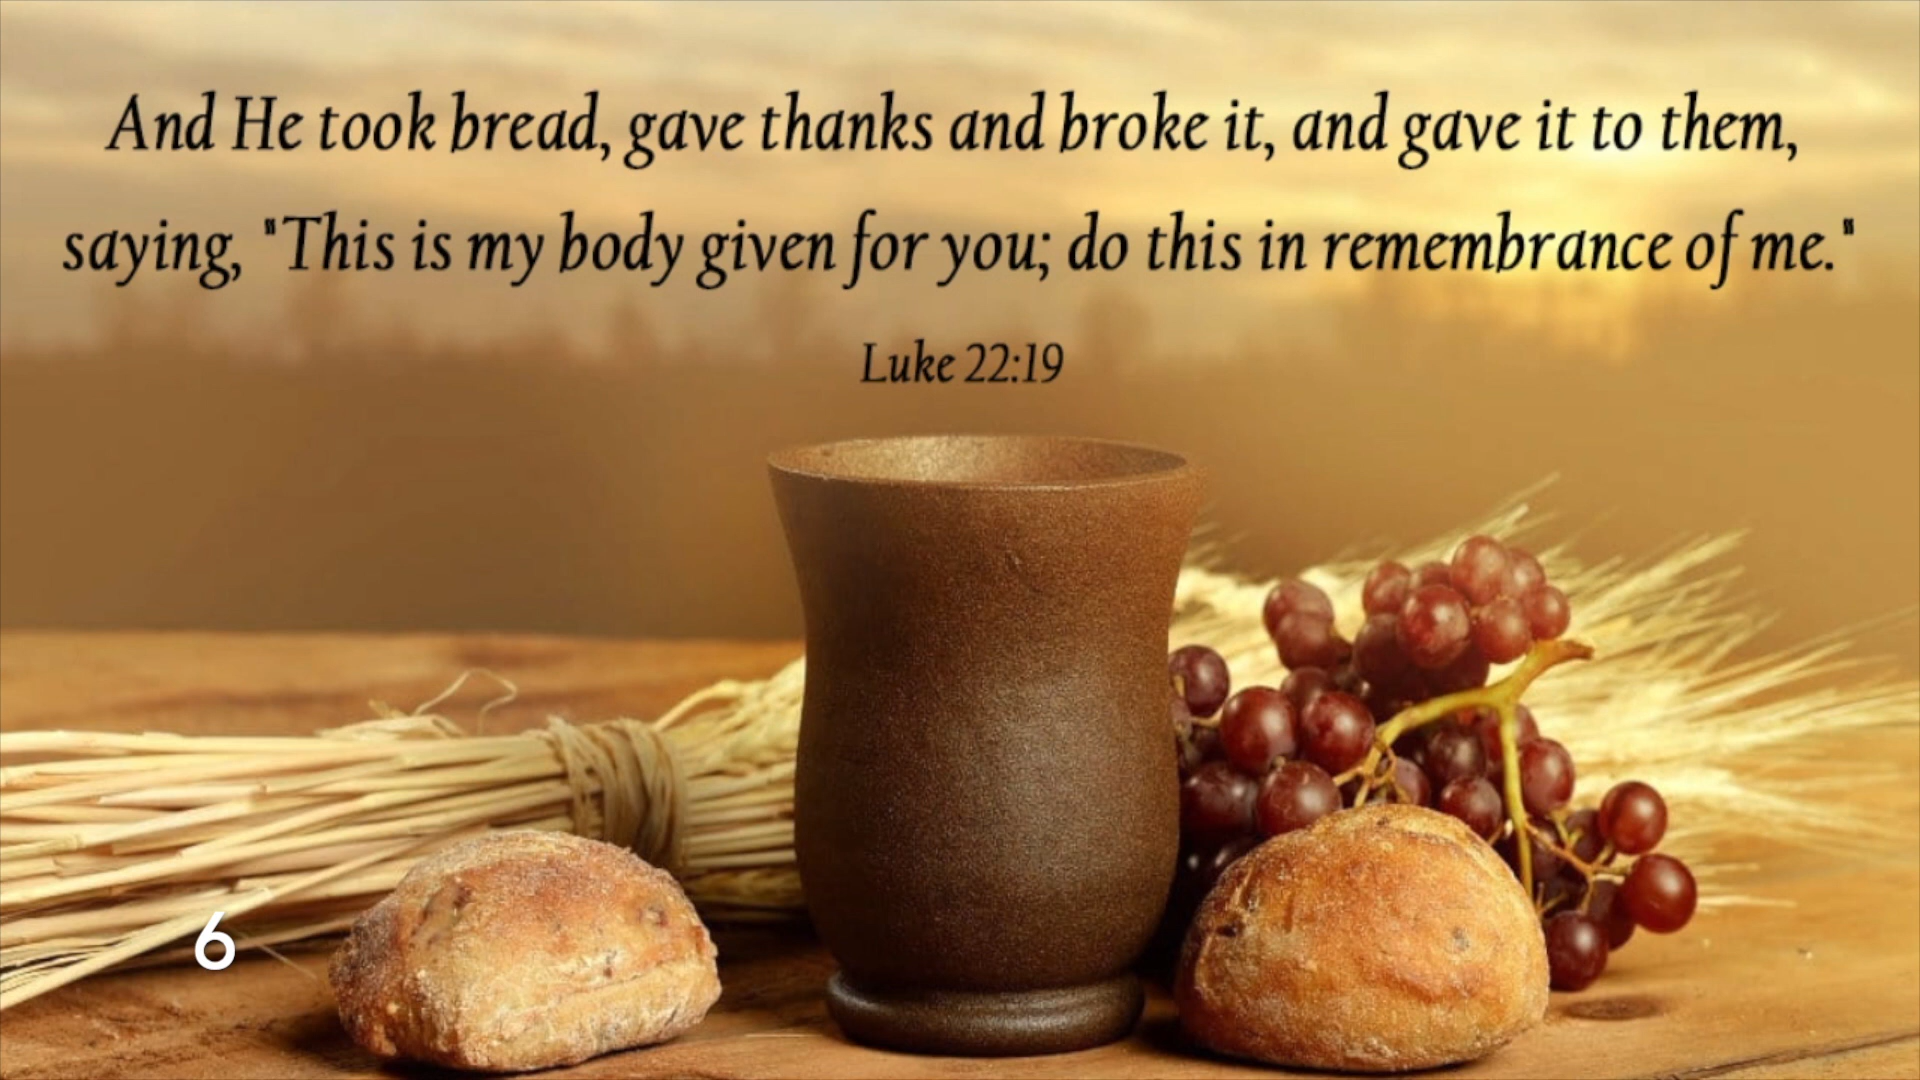 And He took bread, gave thanks and broke it, and gave it to them,
saying, "This is my body given for you; do this in remembrance of me."
Luke 22:19
6